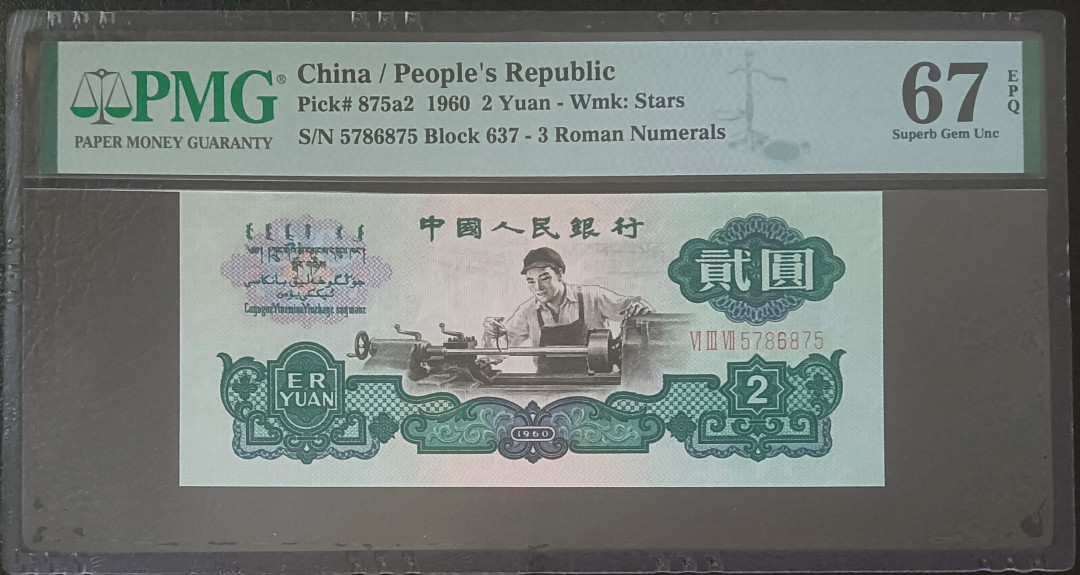 PMG®
PAPER MONEY GUARANTY
China / People's Republic
Pick# 875a2 1960 2 Yuan - Wmk: Stars
S/N 5786875 Block 637 - 3 Roman Numerals
67
EPQ
Superb Gem Unc
中國人民銀行
貳圓
VI III VII 5786875
ER
YUAN
2
1960